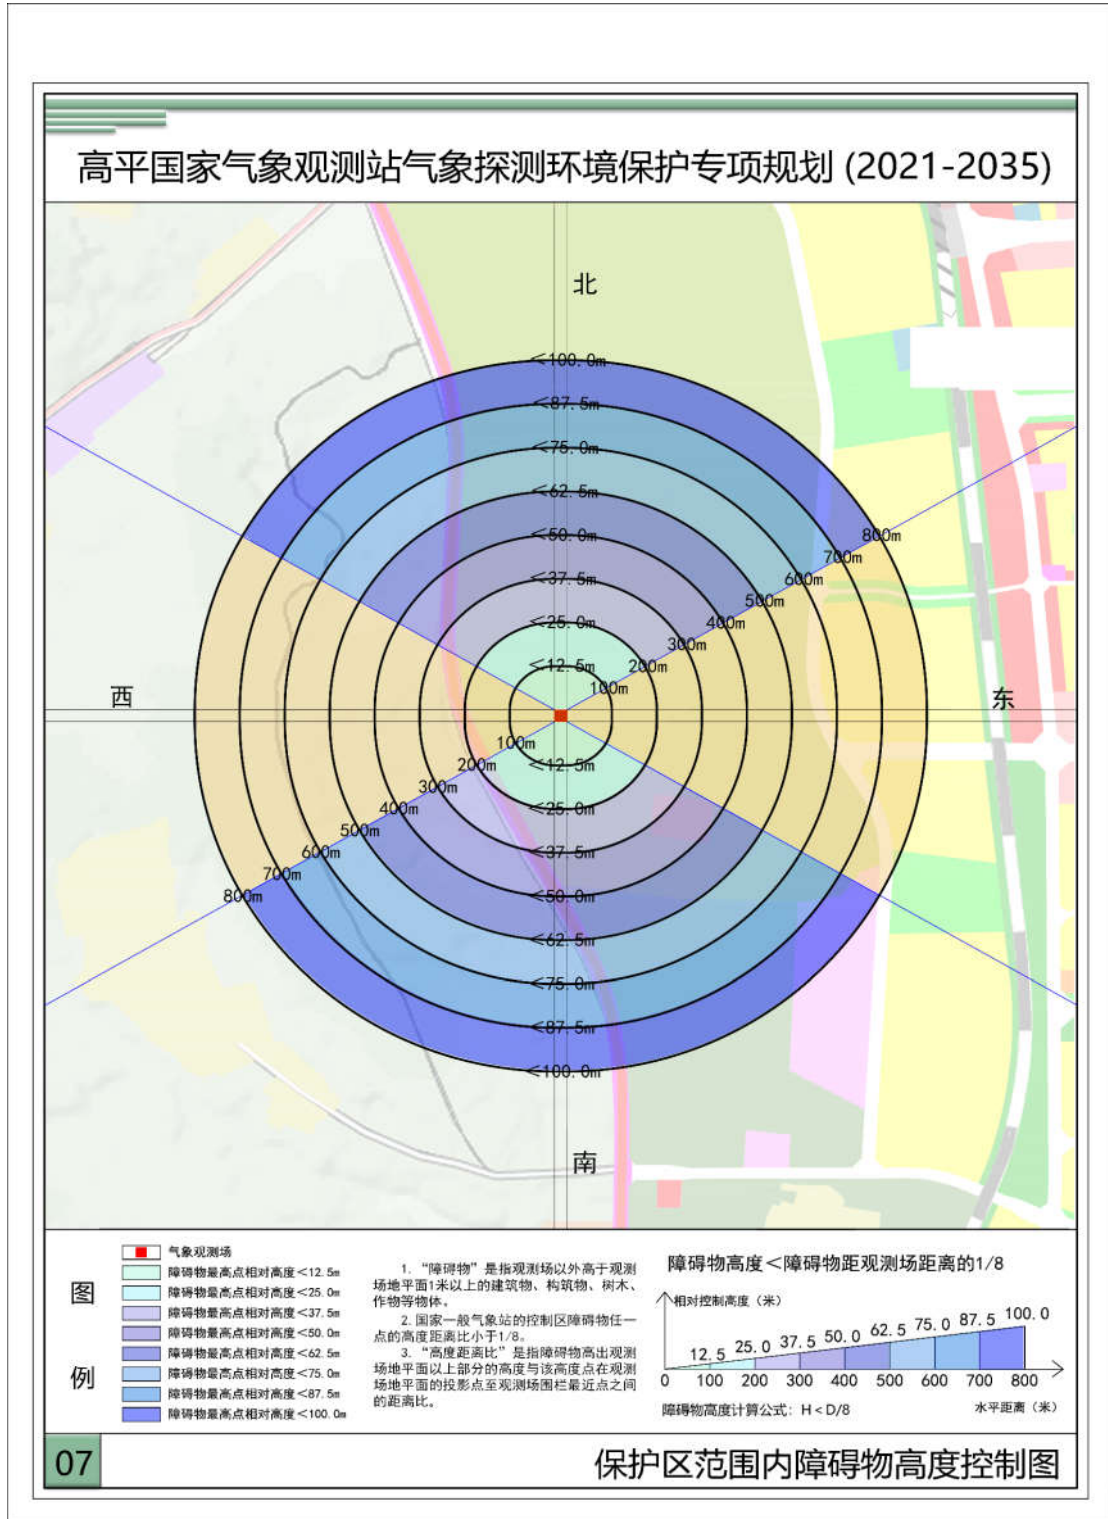 高平国家气象观测站气象探测环境保护专项规划 (2021-2035)
北
<100.0m
<87.5m
<75.0m
<62.5m
<50.0m
<37.5m
<25.0m
<12.5m
800m
700m
600m
500m
400m
300m
200m
100m
西
东
100m
200m
300m
400m
500m
600m
700m
800m
<12.5m
<25.0m
<37.5m
<50.0m
<62.5m
<75.0m
<87.5m
<100.0m
南
图
例
气象观测场
障碍物最高点相对高度<12.5m
障碍物最高点相对高度<25.0m
障碍物最高点相对高度<37.5m
障碍物最高点相对高度<50.0m
障碍物最高点相对高度<62.5m
障碍物最高点相对高度<75.0m
障碍物最高点相对高度<87.5m
障碍物最高点相对高度<100.0m
1. “障碍物”是指观测场以外高于观测
场地平面1米以上的建筑物、构筑物、树木、
作物等物体。
2. 国家一般气象站的控制区障碍物任一
点的高度距离比小于1/8。
3. “高度距离比”是指障碍物高出观测
场地平面以上部分的高度与该高度点在观测
场地平面的投影点至观测场围栏最近点之间
的距离比。
障碍物高度<障碍物距观测场距离的1/8
相对控制高度（米）
12.5 25.0 37.5 50.0 62.5 75.0 87.5 100.0
0 100 200 300 400 500 600 700 800
障碍物高度计算公式: H<D/8
水平距离（米）
07
保护区范围内障碍物高度控制图